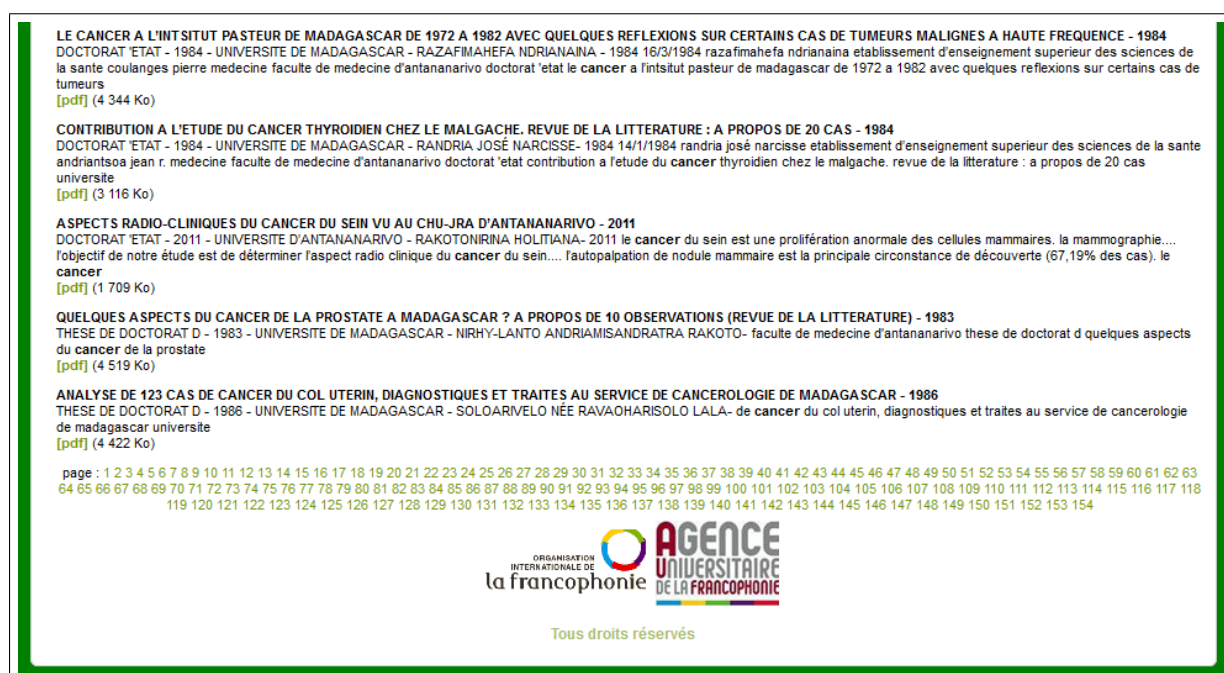 LE CANCER A L'INTSITUT PASTEUR DE MADAGASCAR DE 1972 A 1982 AVEC QUELQUES REFLEXIONS SUR CERTAINS CAS DE TUMEURS MALIGNES A HAUTE FREQUENCE - 1984
DOCTORAT 'ETAT - 1984 - UNIVERSITE DE MADAGASCAR - RAZAFIMAHEFA NDRIANAINA - 1984 16/3/1984 razafimahefa ndrianaina etablissement d'enseignement superieur des sciences de
la sante coulanges pierre medecine faculte de medecine d'antananarivo doctorat 'etat le cancer a l'intsitut pasteur de madagascar de 1972 a 1982 avec quelques reflexions sur certains cas de
tumeurs
[pdf] (4 344 Ko)
CONTRIBUTION A L'ETUDE DU CANCER THYROIDIEN CHEZ LE MALGACHE. REVUE DE LA LITTERATURE : A PROPOS DE 20 CAS - 1984
DOCTORAT 'ETAT - 1984 - UNIVERSITE DE MADAGASCAR - RANDRIA JOSÉ NARCISSE- 1984 14/1/1984 randria josé narcisse etablissement d'enseignement superieur des sciences de la sante
andriantsoa jean r. medecine faculte de medecine d'antananarivo doctorat 'etat contribution a l'etude du cancer thyroidien chez le malgache. revue de la litterature : a propos de 20 cas
universite
[pdf] (3 116 Ko)
ASPECTS RADIO-CLINIQUES DU CANCER DU SEIN VU AU CHU-JRA D'ANTANANARIVO - 2011
DOCTORAT 'ETAT - 2011 - UNIVERSITE D'ANTANANARIVO - RAKOTONIRINA HOLITIANA- 2011 le cancer du sein est une prolifération anormale des cellules mammaires. la mammographie....
l'objectif de notre étude est de déterminer l'aspect radio clinique du cancer du sein.... l'autopalpation de nodule mammaire est la principale circonstance de découverte (67,19% des cas). le
cancer
[pdf] (1 709 Ko)
QUELQUES ASPECTS DU CANCER DE LA PROSTATE A MADAGASCAR ? A PROPOS DE 10 OBSERVATIONS (REVUE DE LA LITTERATURE) - 1983
THESE DE DOCTORAT D - 1983 - UNIVERSITE DE MADAGASCAR - NIRHY-LANTO ANDRIAMISANDRATRA RAKOTO- faculte de medecine d'antananarivo these de doctorat d quelques aspects
du cancer de la prostate
[pdf] (4 519 Ko)
ANALYSE DE 123 CAS DE CANCER DU COL UTERIN, DIAGNOSTIQUES ET TRAITES AU SERVICE DE CANCEROLOGIE DE MADAGASCAR - 1986
THESE DE DOCTORAT D - 1986 - UNIVERSITE DE MADAGASCAR - SOLOARIVELO NÉE RAVAOHARISOLO LALA- de cancer du col uterin, diagnostiques et traites au service de cancerologie
de madagascar universite
[pdf] (4 422 Ko)
page : 1 2 3 4 5 6 7 8 9 10 11 12 13 14 15 16 17 18 19 20 21 22 23 24 25 26 27 28 29 30 31 32 33 34 35 36 37 38 39 40 41 42 43 44 45 46 47 48 49 50 51 52 53 54 55 56 57 58 59 60 61 62 63
64 65 66 67 68 69 70 71 72 73 74 75 76 77 78 79 80 81 82 83 84 85 86 87 88 89 90 91 92 93 94 95 96 97 98 99 100 101 102 103 104 105 106 107 108 109 110 111 112 113 114 115 116 117 118
119 120 121 122 123 124 125 126 127 128 129 130 131 132 133 134 135 136 137 138 139 140 141 142 143 144 145 146 147 148 149 150 151 152 153 154
ORGANISATION
INTERNATIONALE DE
la francophonie
AGENCE
UNIVERSITAIRE
DE LA FRANCOPHONIE
Tous droits réservés